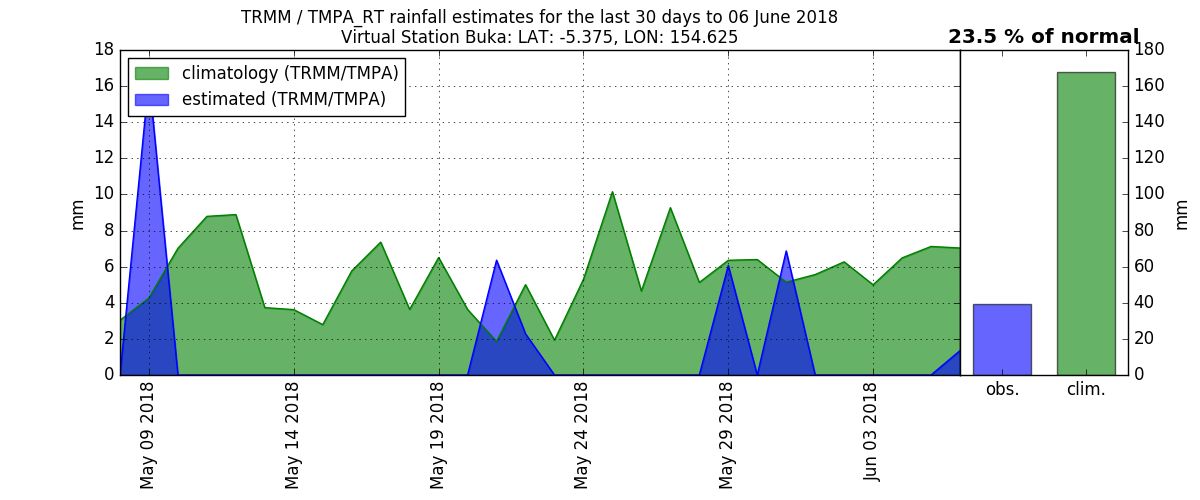 TRMM / TMPA_RT rainfall estimates for the last 30 days to 06 June 2018
Virtual Station Buka: LAT: -5.375, LON: 154.625
23.5 % of normal
climatology (TRMM/TMPA)
estimated (TRMM/TMPA)
mm
18
16
14
12
10
8
6
4
2
0
May 09 2018
May 14 2018
May 19 2018
May 24 2018
May 29 2018
Jun 03 2018
obs.
clim.
180
160
140
120
100
80
60
40
20
0
mm